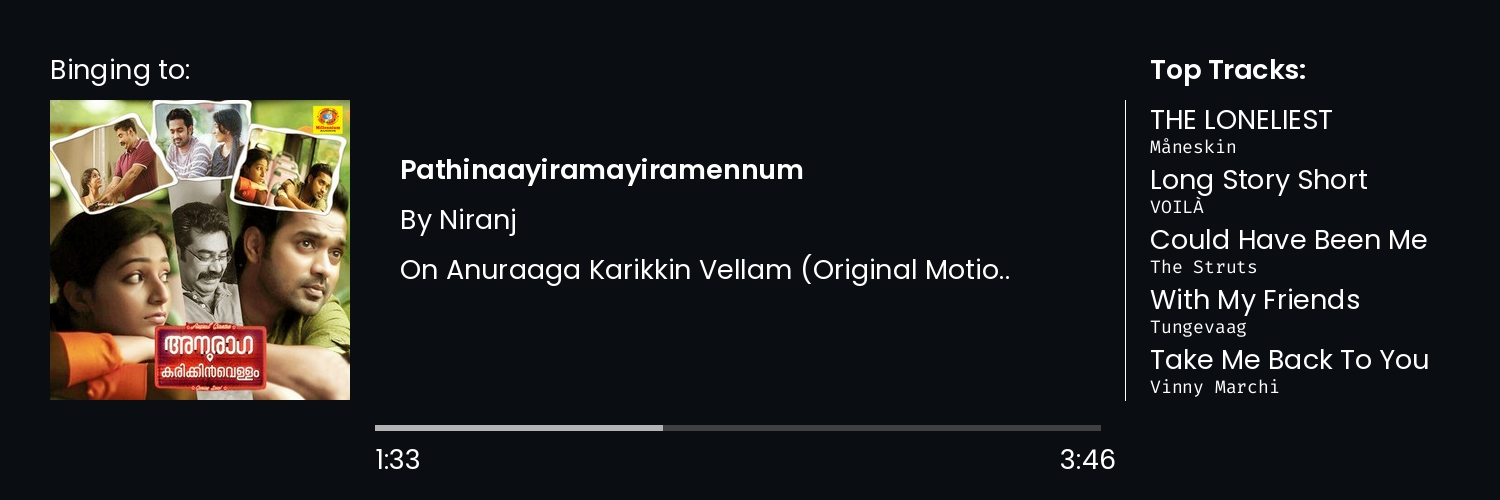 Binging to:
Millennium
അനുരാഗ
കരിക്കിൻവെള്ളം
Pathinaayiramayiramennum
By Niranj
On Anuraaga Karikkin Vellam (Original Motio..
1:33
3:46
Top Tracks:
THE LONELIEST
Måneskin
Long Story Short
VOILÀ
Could Have Been Me
The Struts
With My Friends
Tungevaag
Take Me Back To You
Vinny Marchi